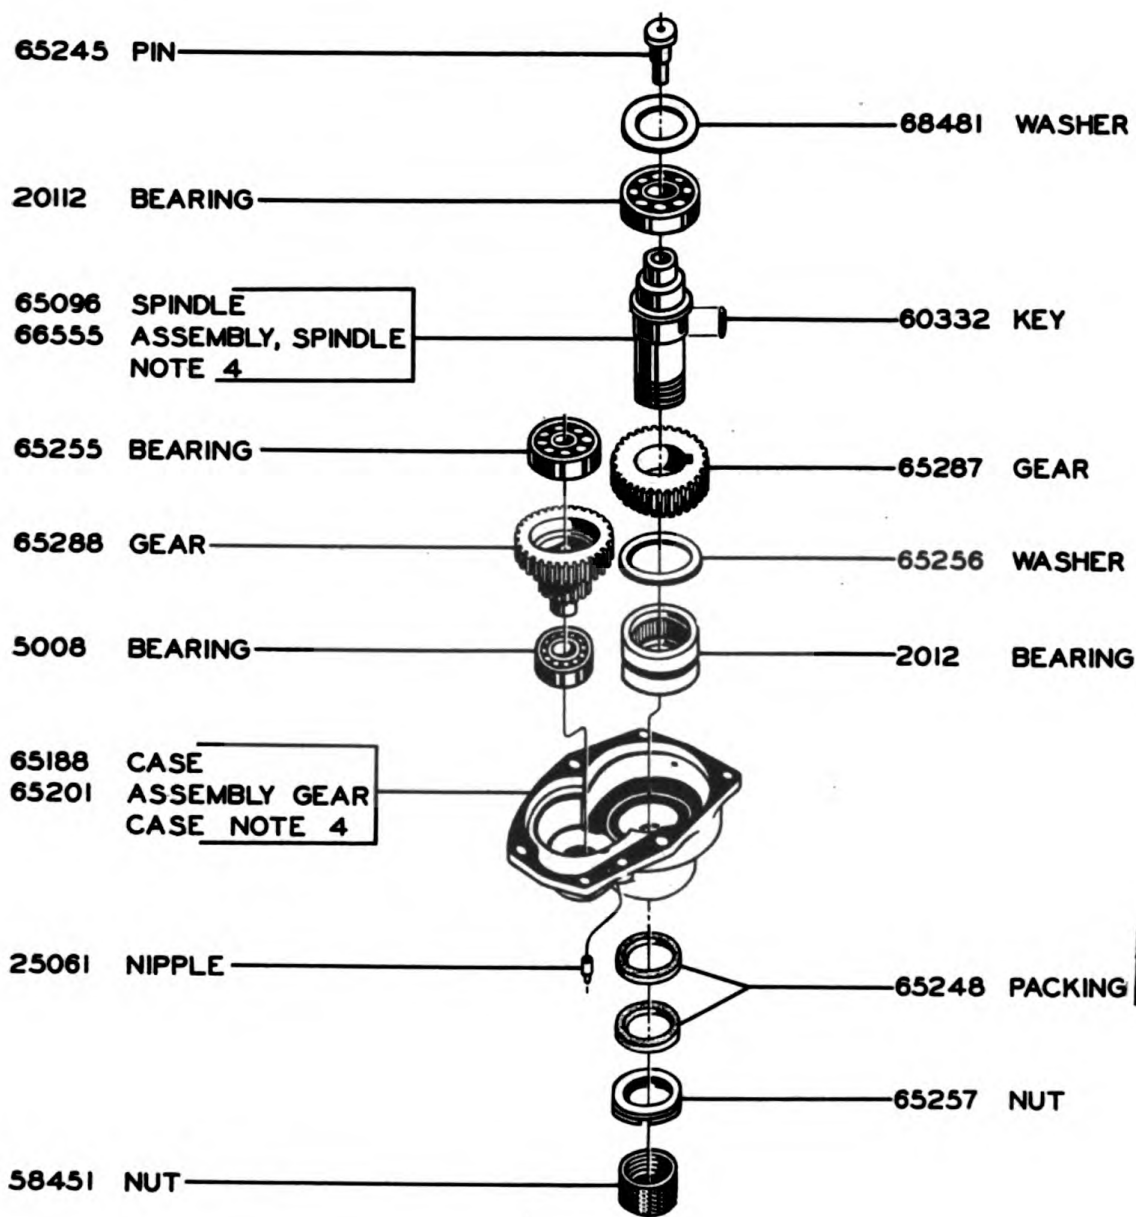 65245 PIN
68481 WASHER
20112 BEARING
65096 SPINDLE
66555 ASSEMBLY, SPINDLE
NOTE 4
60332 KEY
65255 BEARING
65287 GEAR
65288 GEAR
65256 WASHER
5008 BEARING
2012 BEARING
65188 CASE
65201 ASSEMBLY GEAR
CASE NOTE 4
25061 NIPPLE
65248 PACKING
65257 NUT
58451 NUT